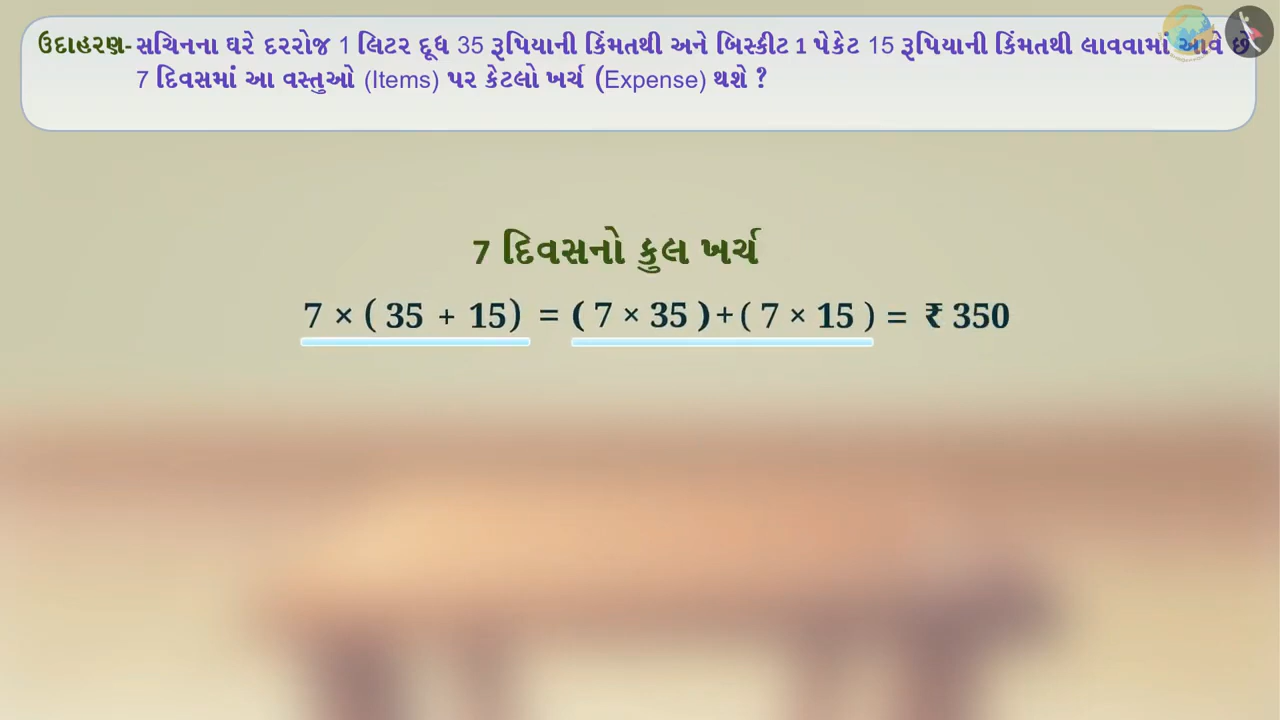 ઉદાહરણ- સચિનના ઘરે દરરોજ 1 લિટર દૂધ 35 રૂપિયાની કિંમતથી અને બિસ્કીટ 1 પેકેટ 15 રૂપિયાની કિંમતથી લાવવામાં આવે છે
7 દિવસમાં આ વસ્તુઓ (Items) પર કેટલો ખર્ચ (Expense) થશે ?
7 દિવસનો કુલ ખર્ચ
7 × ( 35 + 15) = ( 7 × 35 )+( 7 × 15 ) = ₹ 350